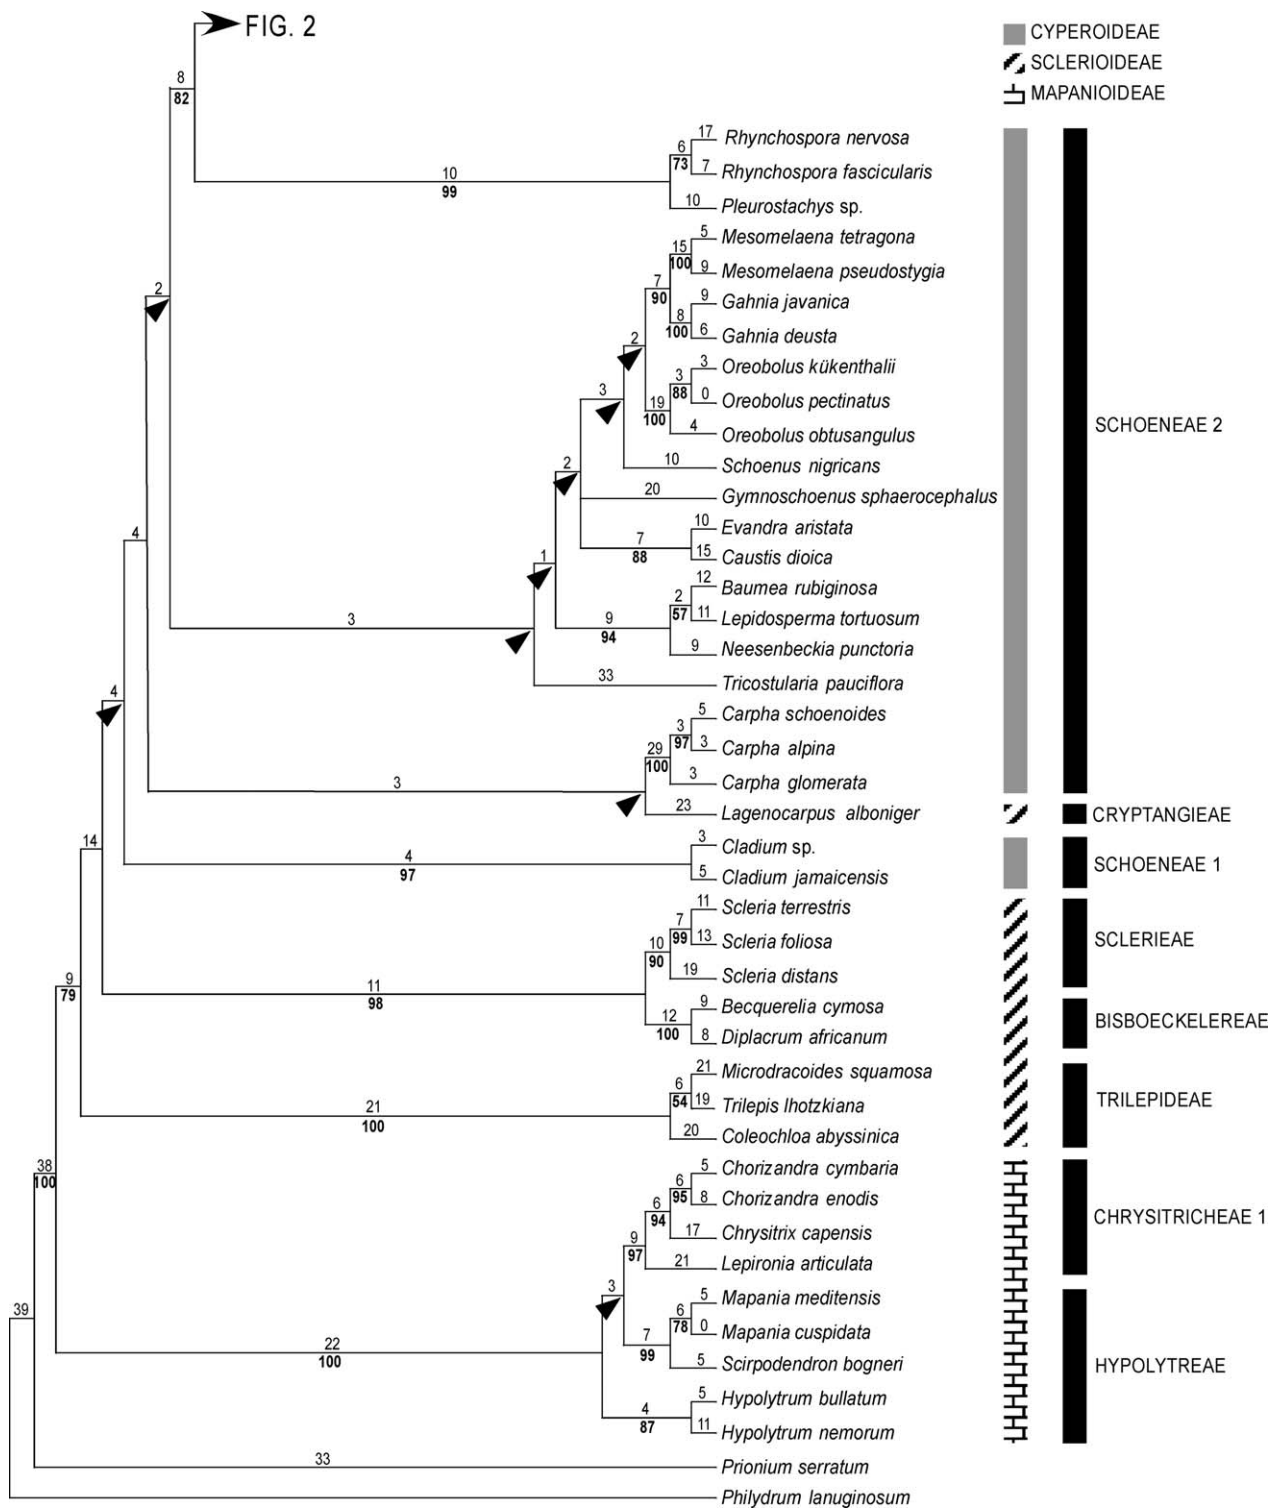 FIG. 2
CYPEROIDEAE
SCLERIOIDEAE
MAPANIOIDEAE
8
82
10
99
6
73
17
Rhynchospora nervosa
7
Rhynchospora fascicularis
10
Pleurostachys sp.
2
5
Mesomelaena tetragona
15
100
9
Mesomelaena pseudostygia
7
90
9
Gahnia javanica
8
100
6
Gahnia deusta
2
3
Oreobolus kükenthalii
3
88
0
Oreobolus pectinatus
19
100
4
Oreobolus obtusangulus
3
10
Schoenus nigricans
2
20
Gymnoschoenus sphaerocephalus
10
Evandra aristata
7
88
15
Caustis dioica
4
1
12
Baumea rubiginosa
2
57
11
Lepidosperma tortuosum
9
94
9
Neesenbeckia punctoria
3
33
Tricostularia pauciflora
SCHOENEAE 2
4
5
Carpha schoenoides
3
97
3
Carpha alpina
29
100
3
Carpha glomerata
3
23
Lagenocarpus alboniger
CRYPTANGIEAE
14
3
Cladium sp.
4
97
5
Cladium jamaicensis
SCHOENEAE 1
11
Scleria terrestris
7
99
13
Scleria foliosa
10
90
19
Scleria distans
SCLERIEAE
9
79
11
98
9
Becquerelia cymosa
12
100
8
Diplacrum africanum
BISBOECKELEREAE
21
Microdracoides squamosa
6
54
19
Trilepis lhotzkiana
21
100
20
Coleochloa abyssinica
TRILEPIDEAE
38
100
5
Chorizandra cymbaria
6
95
8
Chorizandra enodis
6
94
17
Chrysitrix capensis
9
97
21
Lepironia articulata
CHRYSITRICHEAE 1
3
5
Mapania meditensis
6
78
0
Mapania cuspidata
7
99
5
Scirpodendron bogneri
22
100
5
Hypolytrum bullatum
4
87
11
Hypolytrum nemorum
HYPOLYTREAE
39
33
Prionium serratum
Philydrum lanuginosum